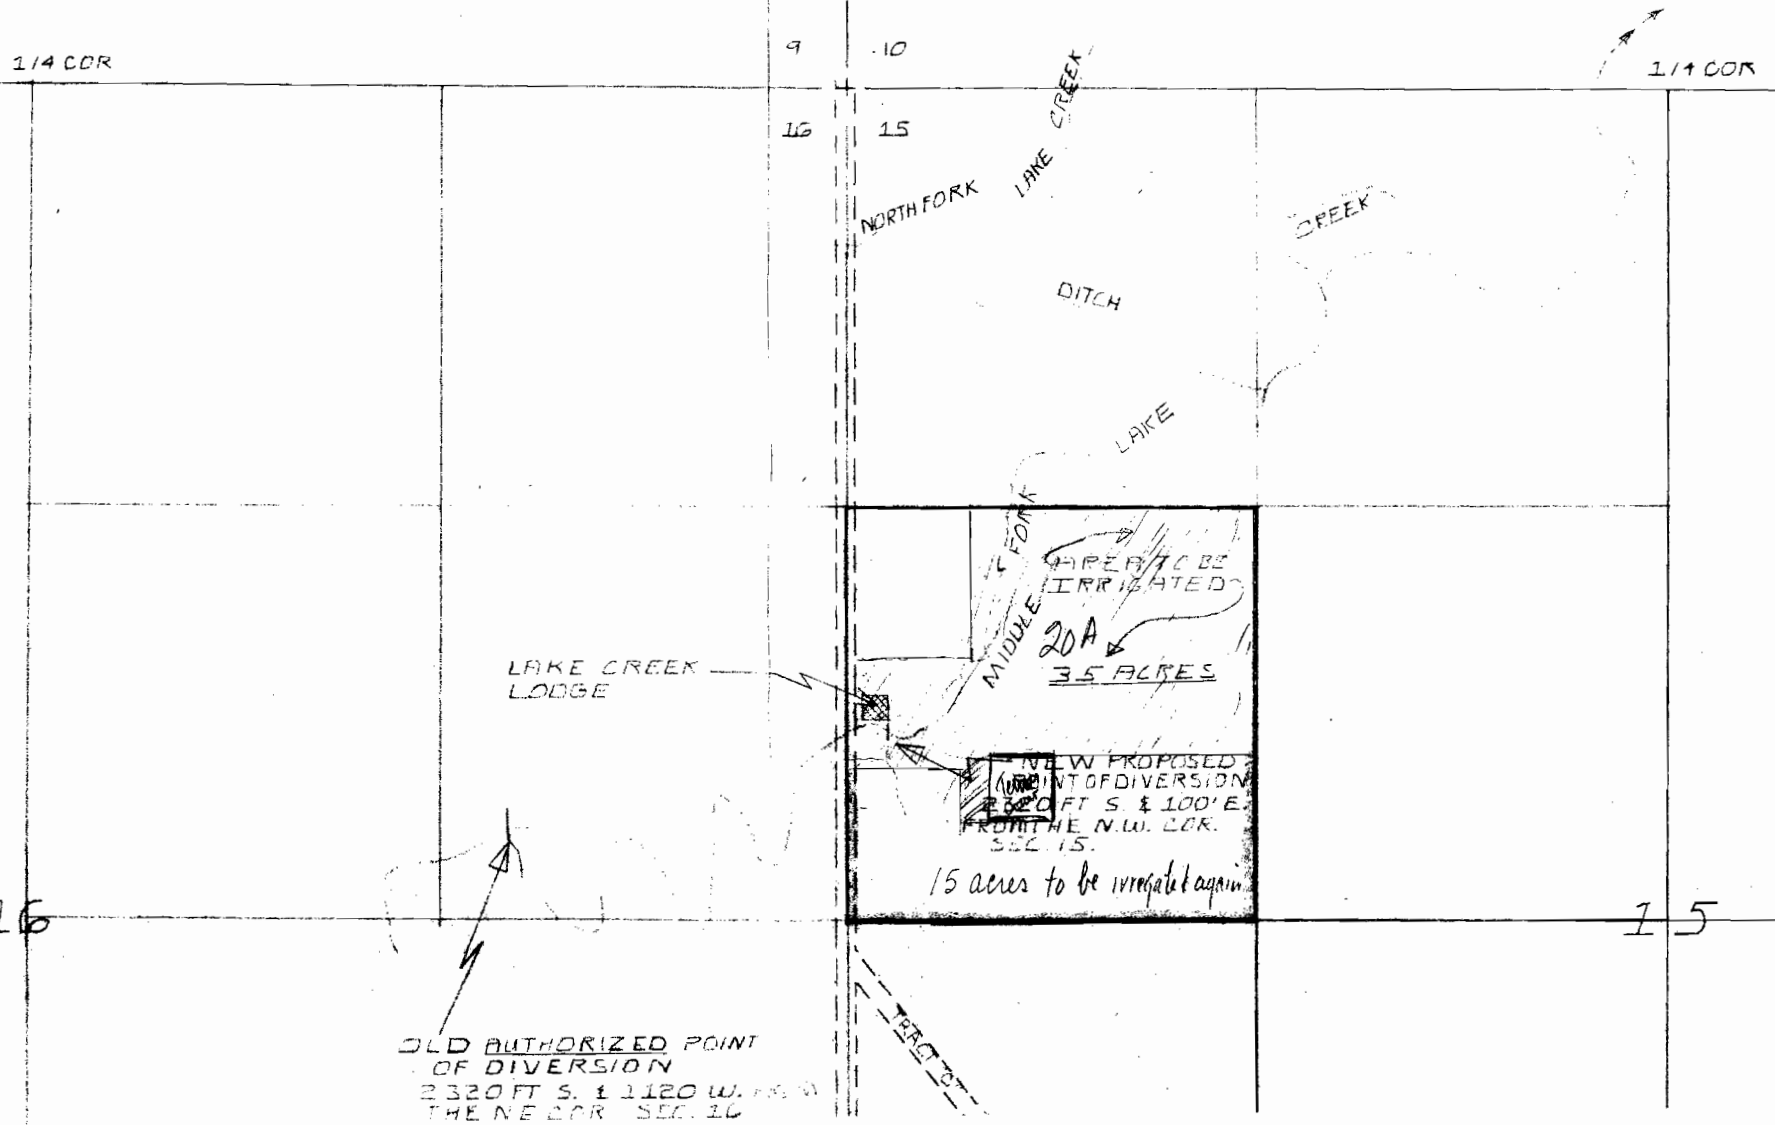 1/4 COR
9
10
1/4 COR
16
15
NORTH FORK
LAKE CREEK
CREEK
DITCH
LAKE
FORK
MIDDLE
AREA TO BE
IRRIGATED
20A
35 ACRES
LAKE CREEK
LODGE
NEW PROPOSED
POINT OF DIVERSION
2320 FT S. & 100' E.
FROM THE N.W. COR.
SEC. 15.
15 acres to be irregated again
16
15
OLD AUTHORIZED POINT
OF DIVERSION
2320 FT S. & 1120 W. FROM
THE NE COR SEC. 16
TRACT OF